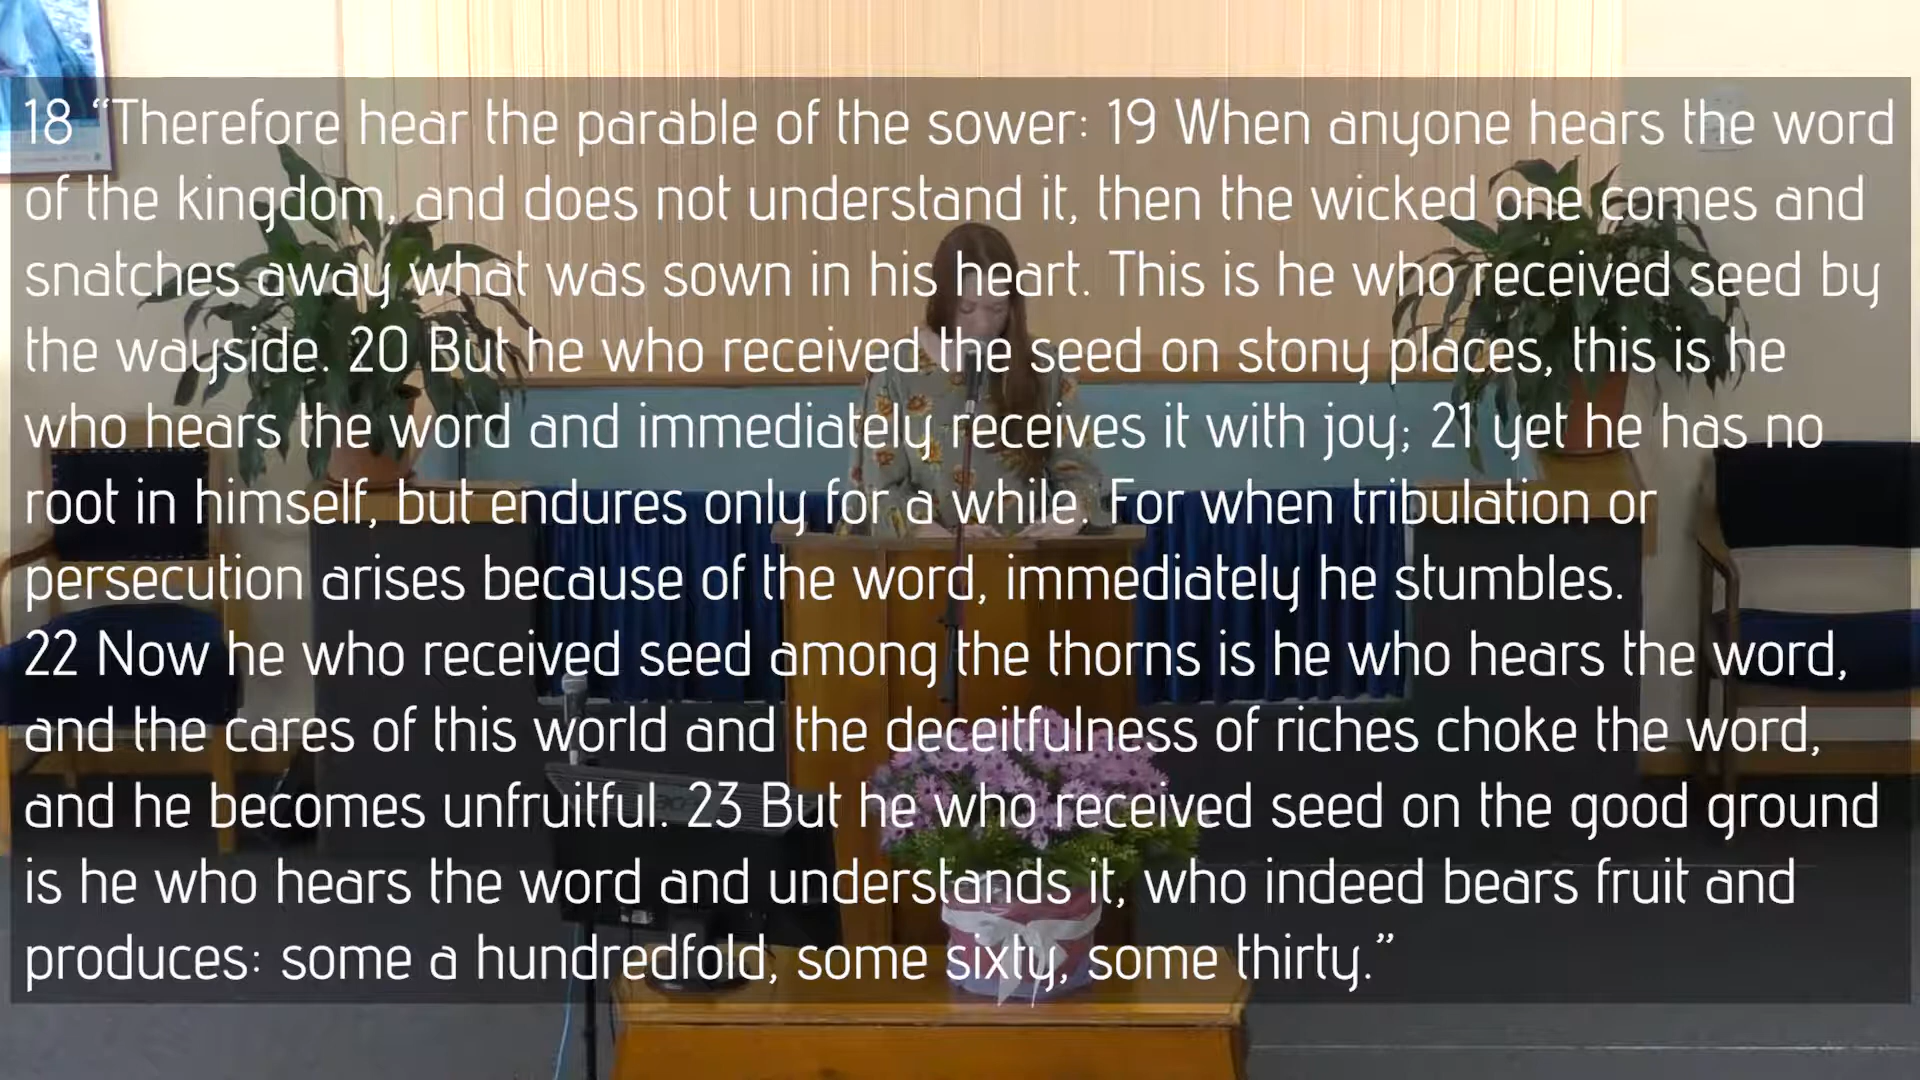 18 “Therefore hear the parable of the sower: 19 When anyone hears the word
of the kingdom, and does not understand it, then the wicked one comes and
snatches away what was sown in his heart. This is he who received seed by
the wayside. 20 But he who received the seed on stony places, this is he
who hears the word and immediately receives it with joy; 21 yet he has no
root in himself, but endures only for a while. For when tribulation or
persecution arises because of the word, immediately he stumbles.
22 Now he who received seed among the thorns is he who hears the word,
and the cares of this world and the deceitfulness of riches choke the word,
and he becomes unfruitful. 23 But he who received seed on the good ground
is he who hears the word and understands it, who indeed bears fruit and
produces: some a hundredfold, some sixty, some thirty.”